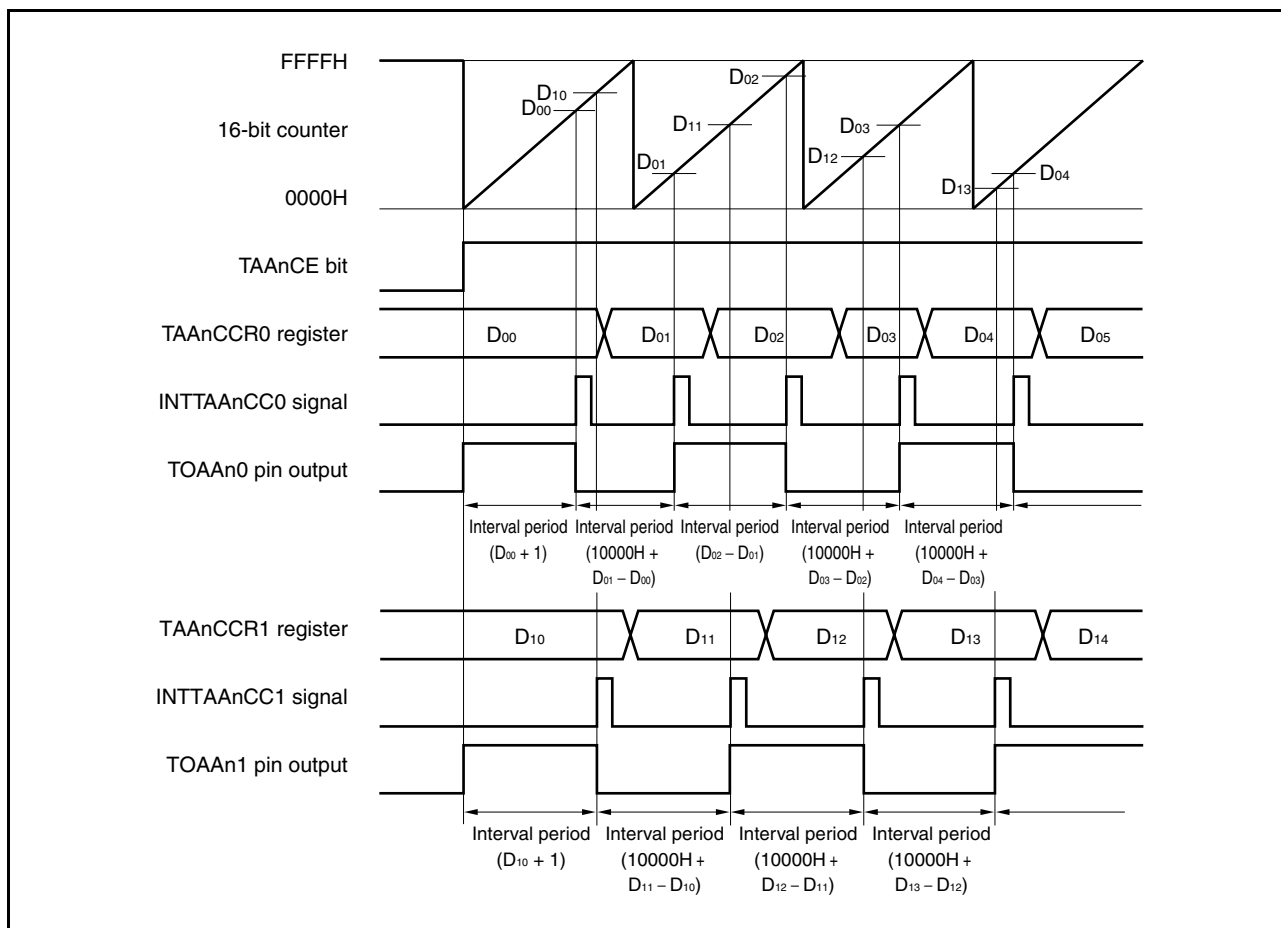 FFFFH
D10
D00
D02
16-bit counter
D11
D03
D01
D12
D04
D13
0000H
TAAnCE bit
TAAnCCR0 register
D00
D01
D02
D03
D04
D05
INTTAAnCC0 signal
TOAAn0 pin output
Interval period
(D00 + 1)
Interval period
(10000H +
D01 – D00)
Interval period
(D02 – D01)
Interval period
(10000H +
D03 – D02)
Interval period
(10000H +
D04 – D03)
TAAnCCR1 register
D10
D11
D12
D13
D14
INTTAAnCC1 signal
TOAAn1 pin output
Interval period
(D10 + 1)
Interval period
(10000H +
D11 – D10)
Interval period
(10000H +
D12 – D11)
Interval period
(10000H +
D13 – D12)